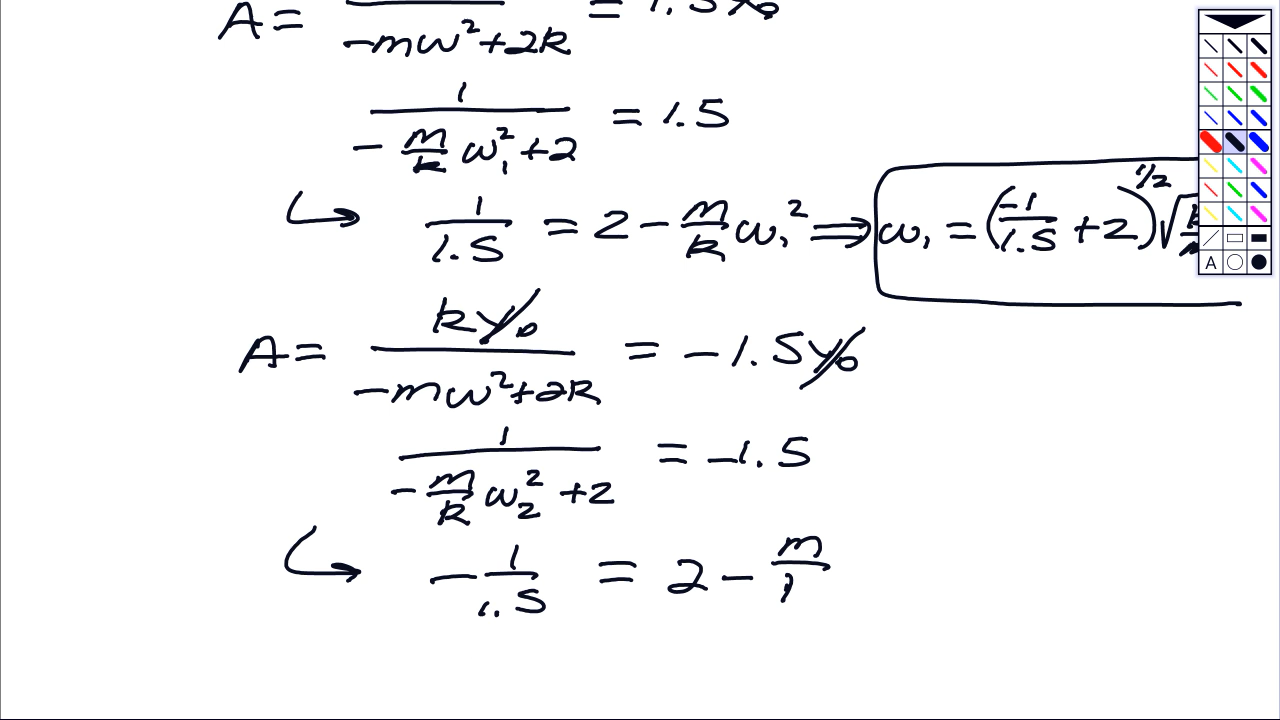 A = / -mω²+2k = 1.5y₀
1 / (-m/k ω₁²+2) = 1.5
↪ 1/1.5 = 2 - m/k ω₁² ⟹ ω₁ = (-1/1.5 + 2)^1/2 √k/m
A = ky₀ / -mω²+2k = -1.5y₀
1 / (-m/k ω₂² +2) = -1.5
↪ -1/1.5 = 2 - m/
A